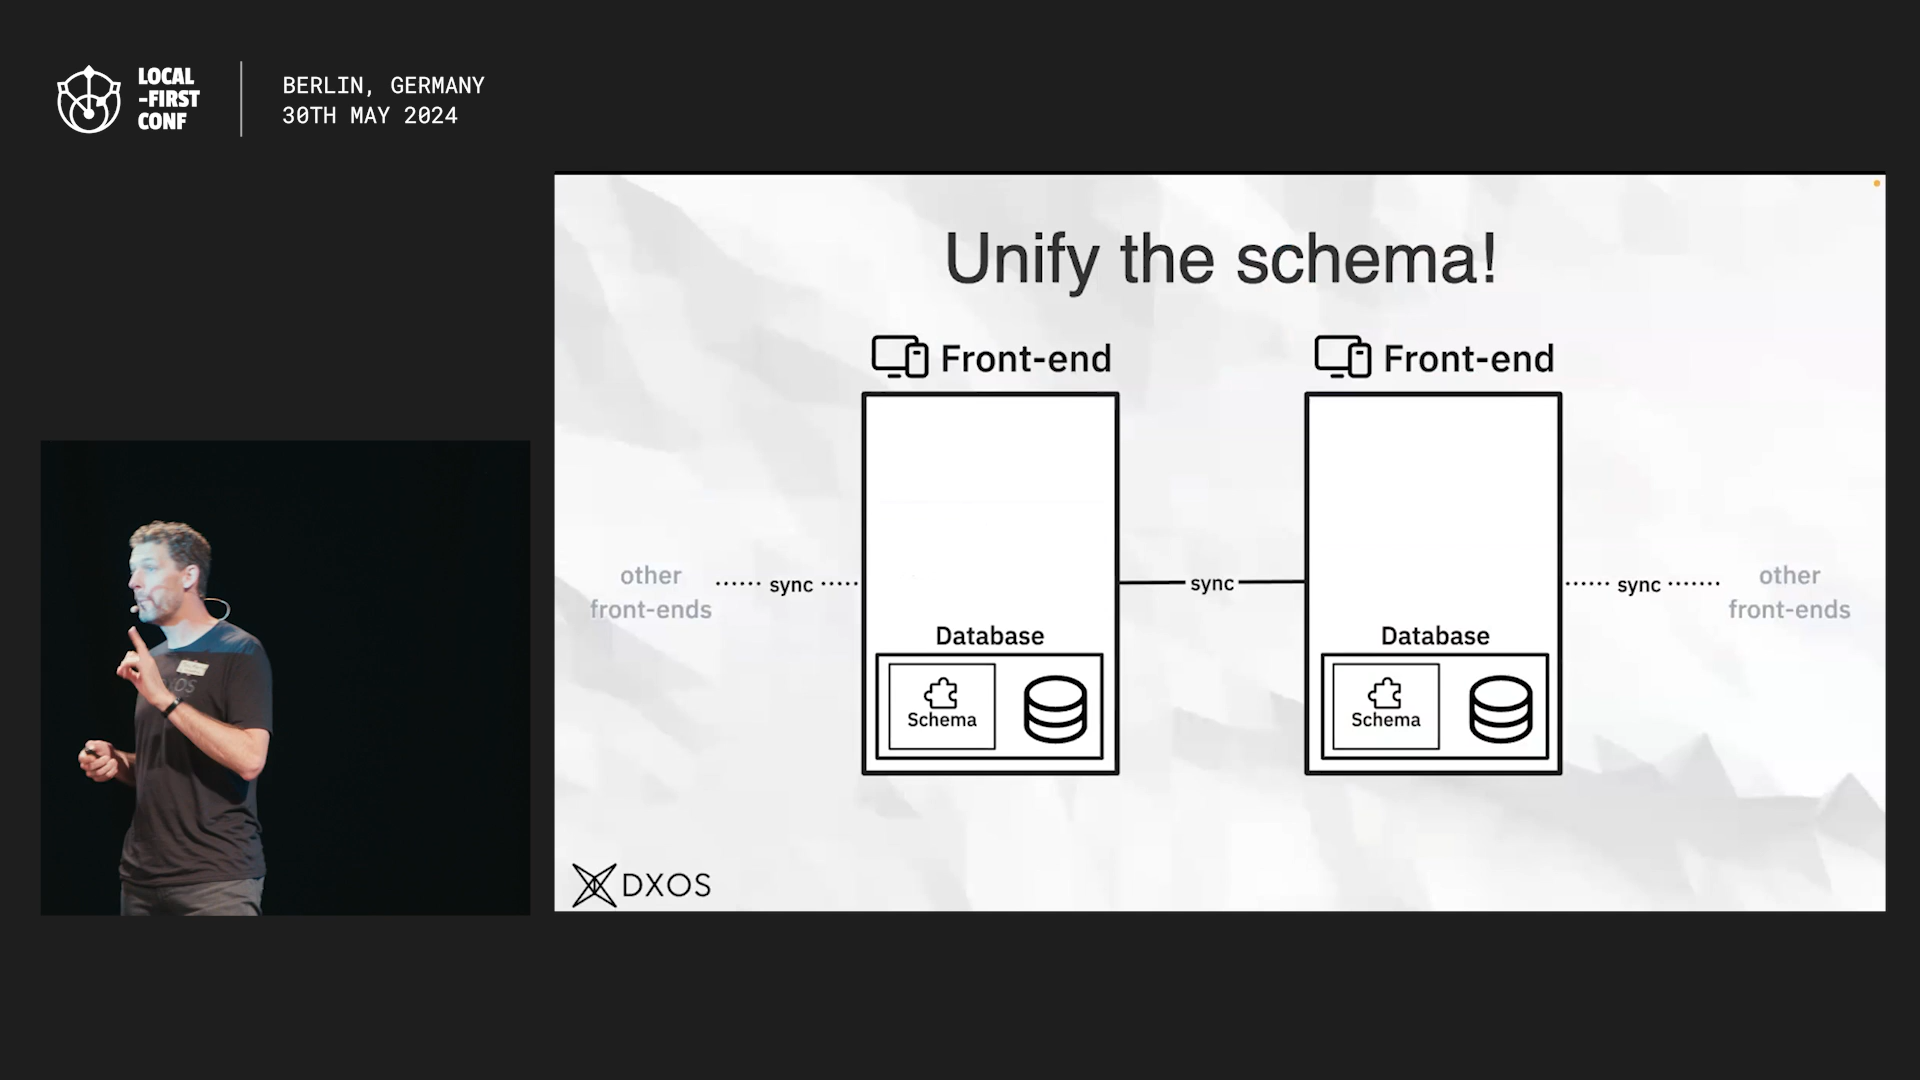 LOCAL
-FIRST
CONF
BERLIN, GERMANY
30TH MAY 2024
Unify the schema!
Front-end
Front-end
other
front-ends
sync
sync
sync
other
front-ends
Database
Schema
Database
Schema
DXOS
DXOS